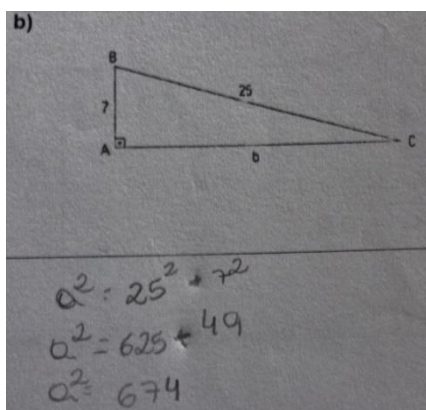 b)
B
25
7
A
b
C
a² = 25² + 7²
a² = 625 + 49
a² = 674